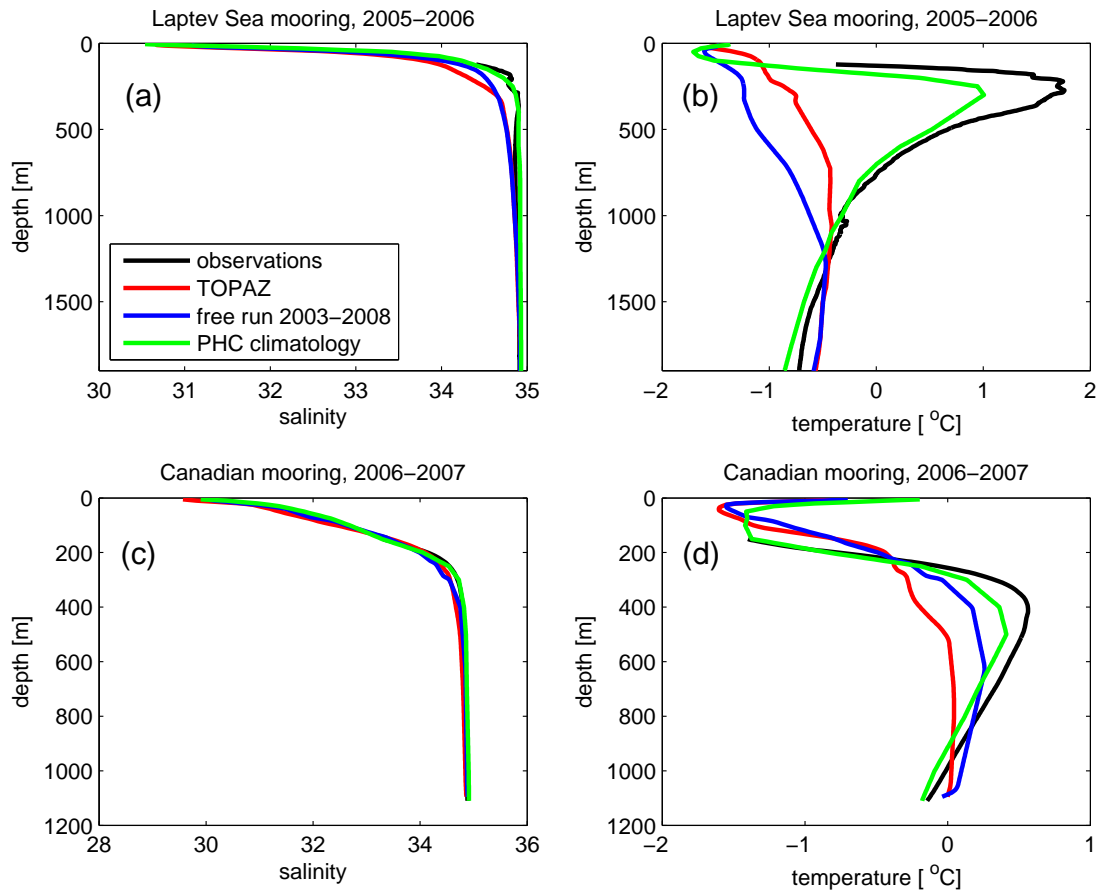 Laptev Sea mooring, 2005−2006
0
500
1000
1500
depth [m]
(a)
observations
TOPAZ
free run 2003−2008
PHC climatology
30
31
32
33
34
35
salinity
Laptev Sea mooring, 2005−2006
0
500
1000
1500
depth [m]
(b)
−2
−1
0
1
2
temperature [ °C]
Canadian mooring, 2006−2007
0
200
400
600
800
1000
1200
depth [m]
(c)
28
30
32
34
36
salinity
Canadian mooring, 2006−2007
0
200
400
600
800
1000
1200
depth [m]
(d)
−2
−1
0
1
temperature [ °C]